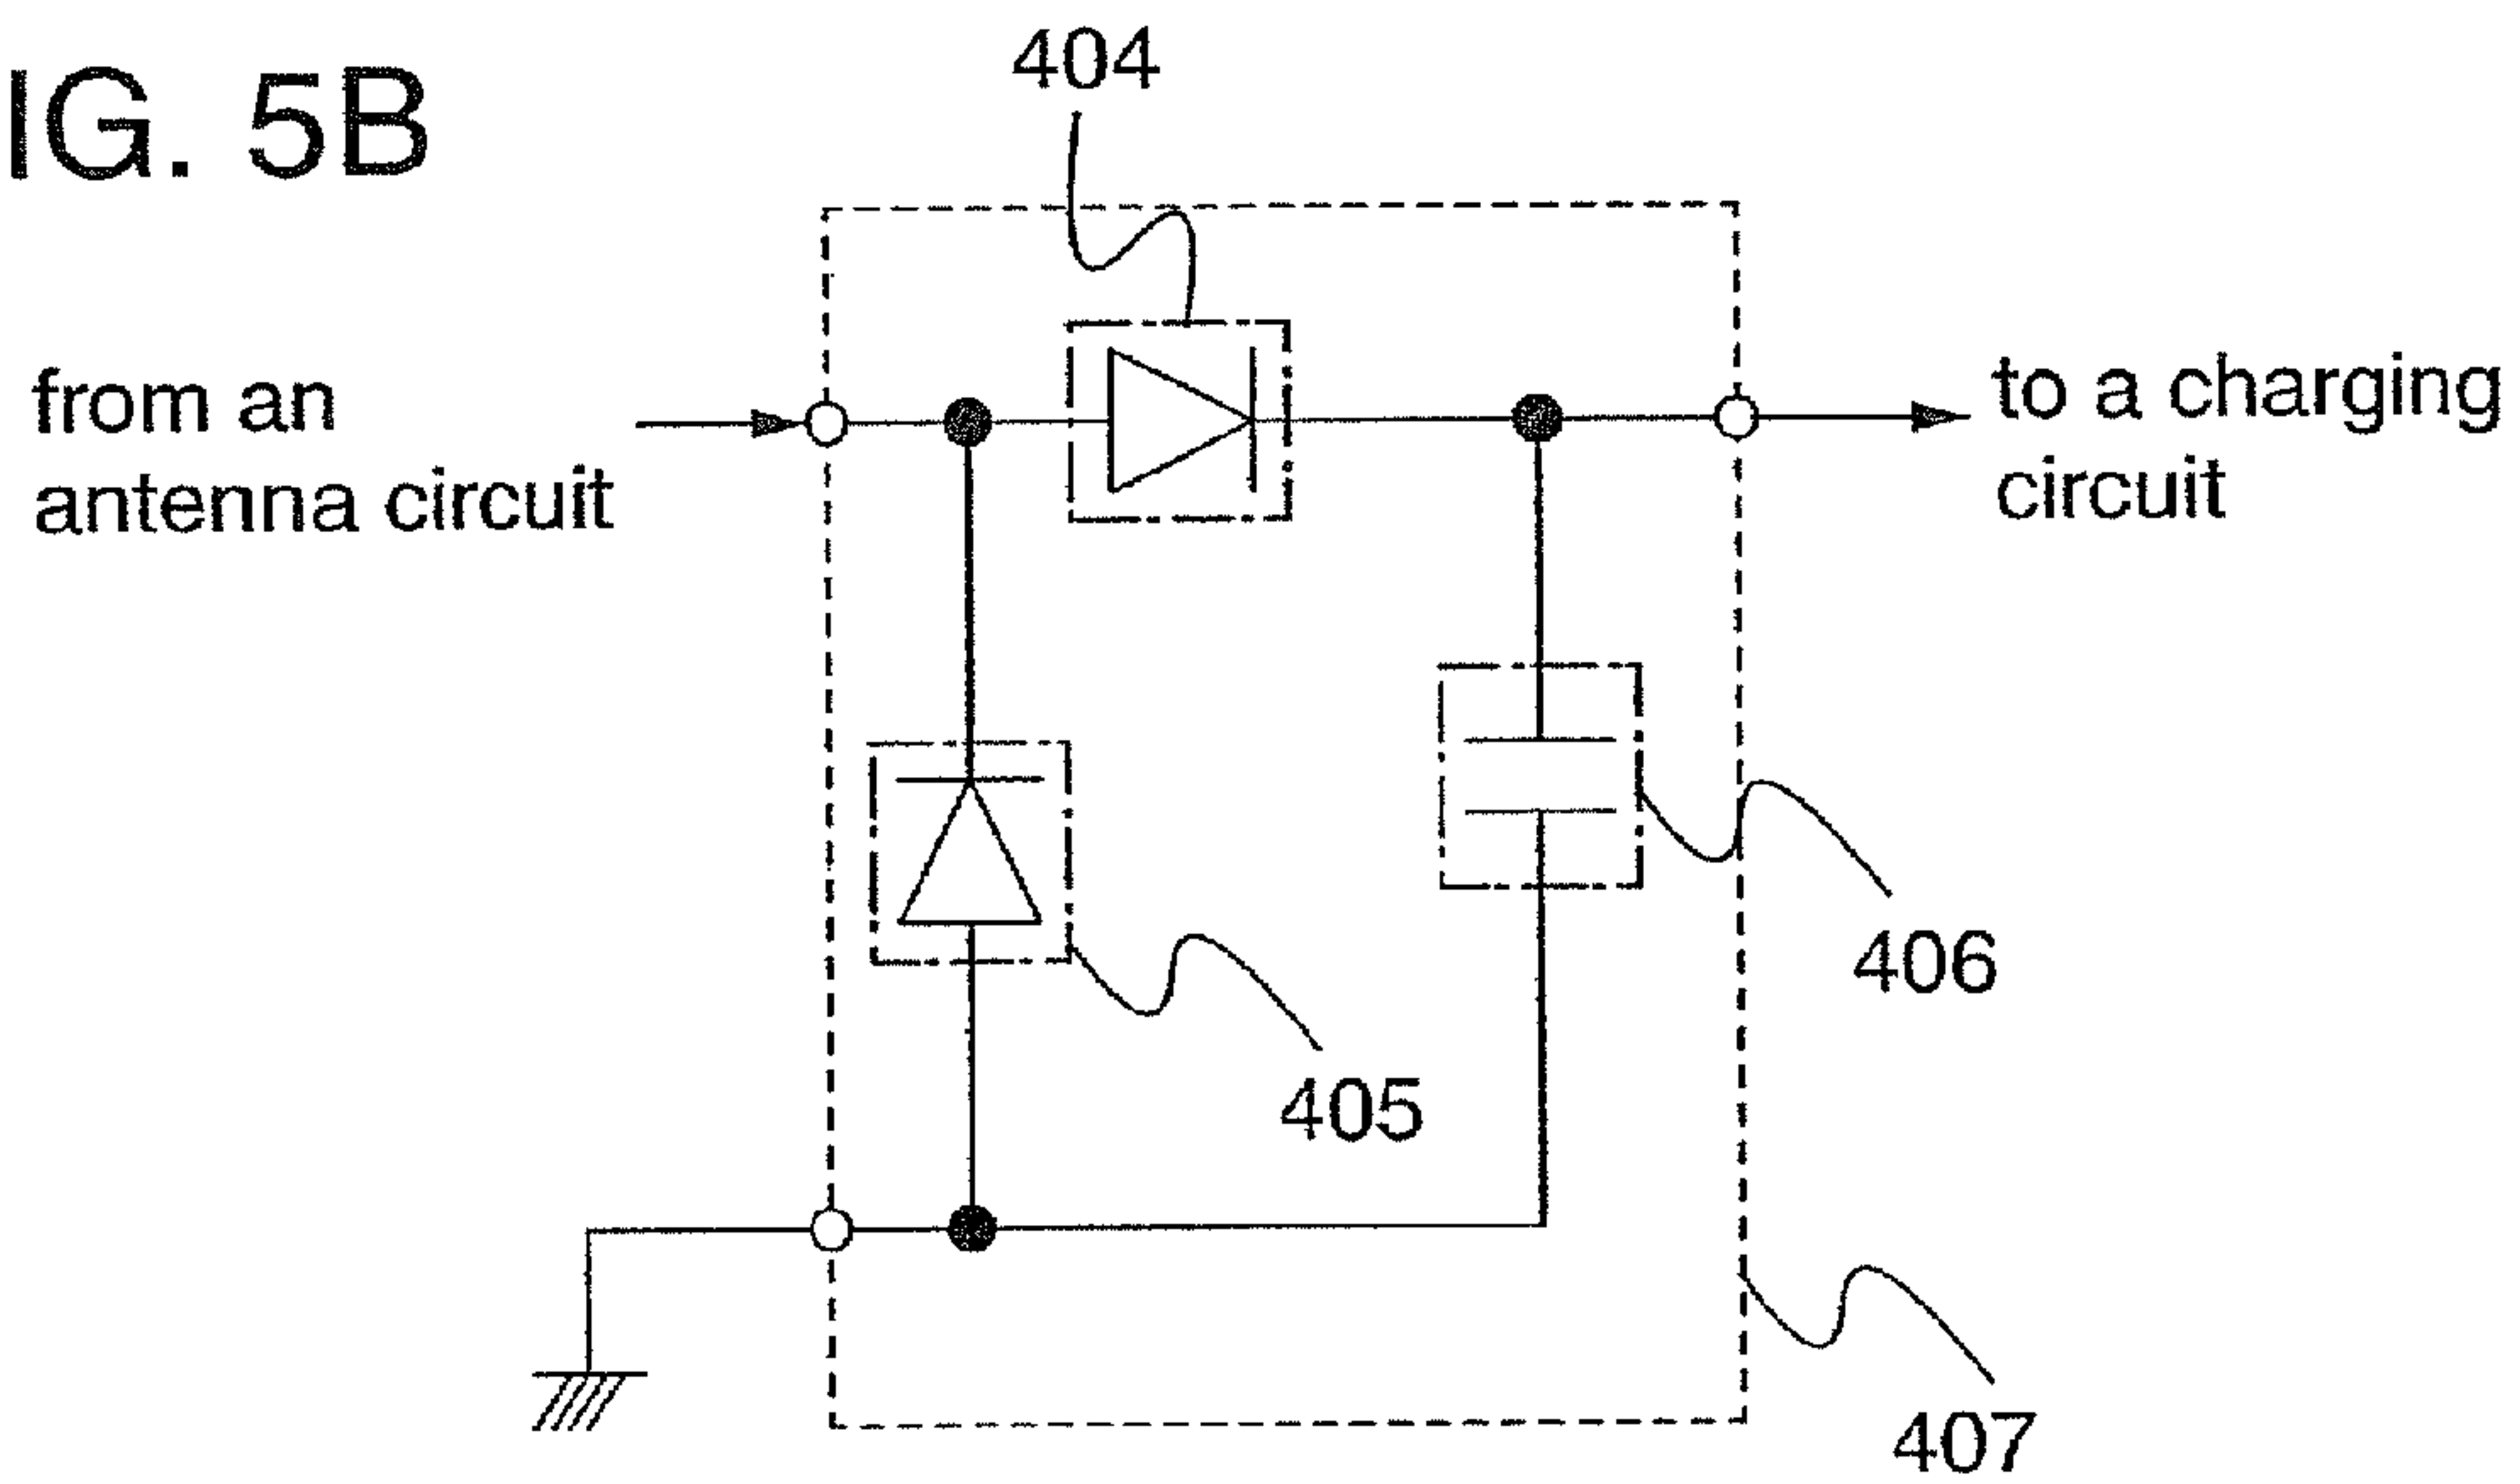 IG. 5B
404
from an
antenna circuit
to a charging
circuit
406
405
407